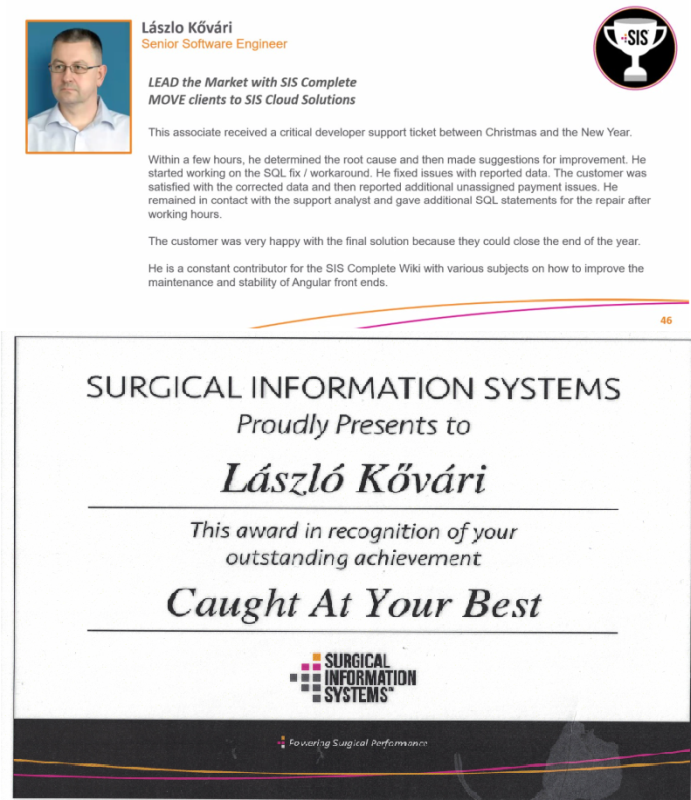 Lászlo Kővári
Senior Software Engineer
SIS
LEAD the Market with SIS Complete
MOVE clients to SIS Cloud Solutions
This associate received a critical developer support ticket between Christmas and the New Year.
Within a few hours, he determined the root cause and then made suggestions for improvement. He
started working on the SQL fix / workaround. He fixed issues with reported data. The customer was
satisfied with the corrected data and then reported additional unassigned payment issues. He
remained in contact with the support analyst and gave additional SQL statements for the repair after
working hours.
The customer was very happy with the final solution because they could close the end of the year.
He is a constant contributor for the SIS Complete Wiki with various subjects on how to improve the
maintenance and stability of Angular front ends.
46
SURGICAL INFORMATION SYSTEMS
Proudly Presents to
László Kővári
This award in recognition of your
outstanding achievement
Caught At Your Best
SURGICAL
INFORMATION
SYSTEMS™
Powering Surgical Performance